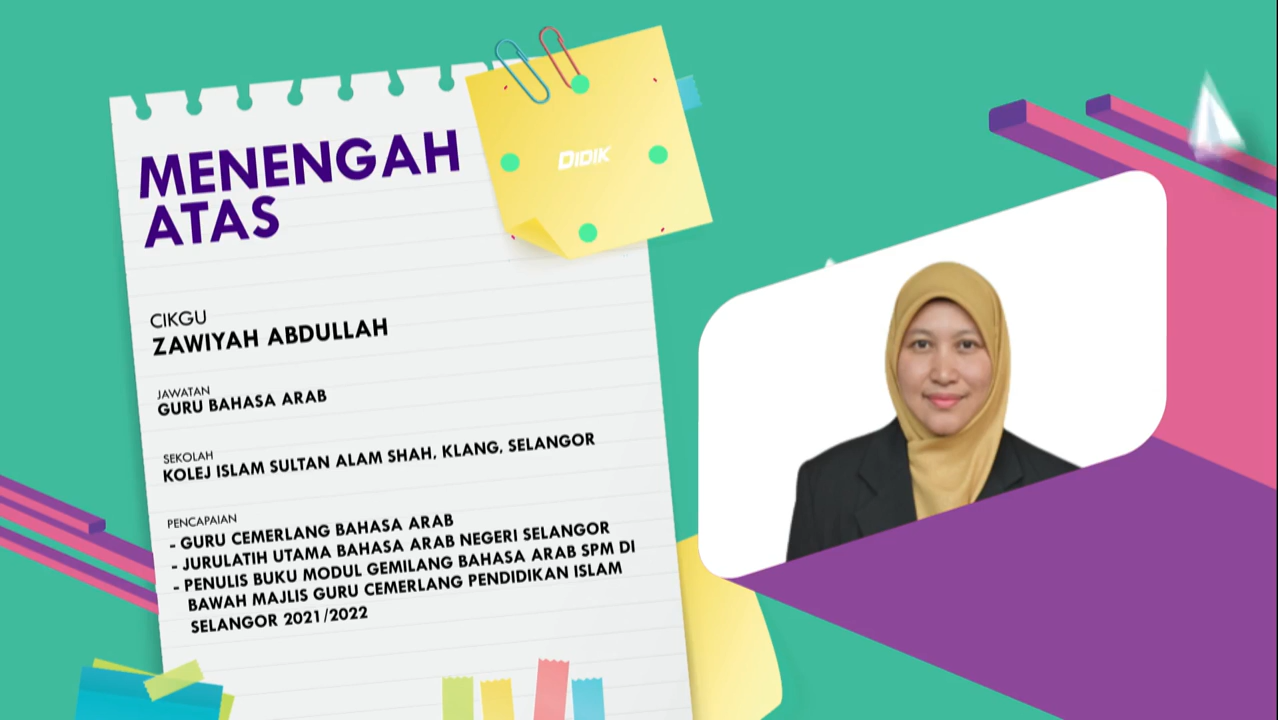 MENENGAH
ATAS
DIDIK
CIKGU
ZAWIYAH ABDULLAH
JAWATAN
GURU BAHASA ARAB
SEKOLAH
KOLEJ ISLAM SULTAN ALAM SHAH, KLANG, SELANGOR
PENCAPAIAN
- GURU CEMERLANG BAHASA ARAB
- JURULATIH UTAMA BAHASA ARAB NEGERI SELANGOR
- PENULIS BUKU MODUL GEMILANG BAHASA ARAB SPM DI
BAWAH MAJLIS GURU CEMERLANG PENDIDIKAN ISLAM
SELANGOR 2021/2022